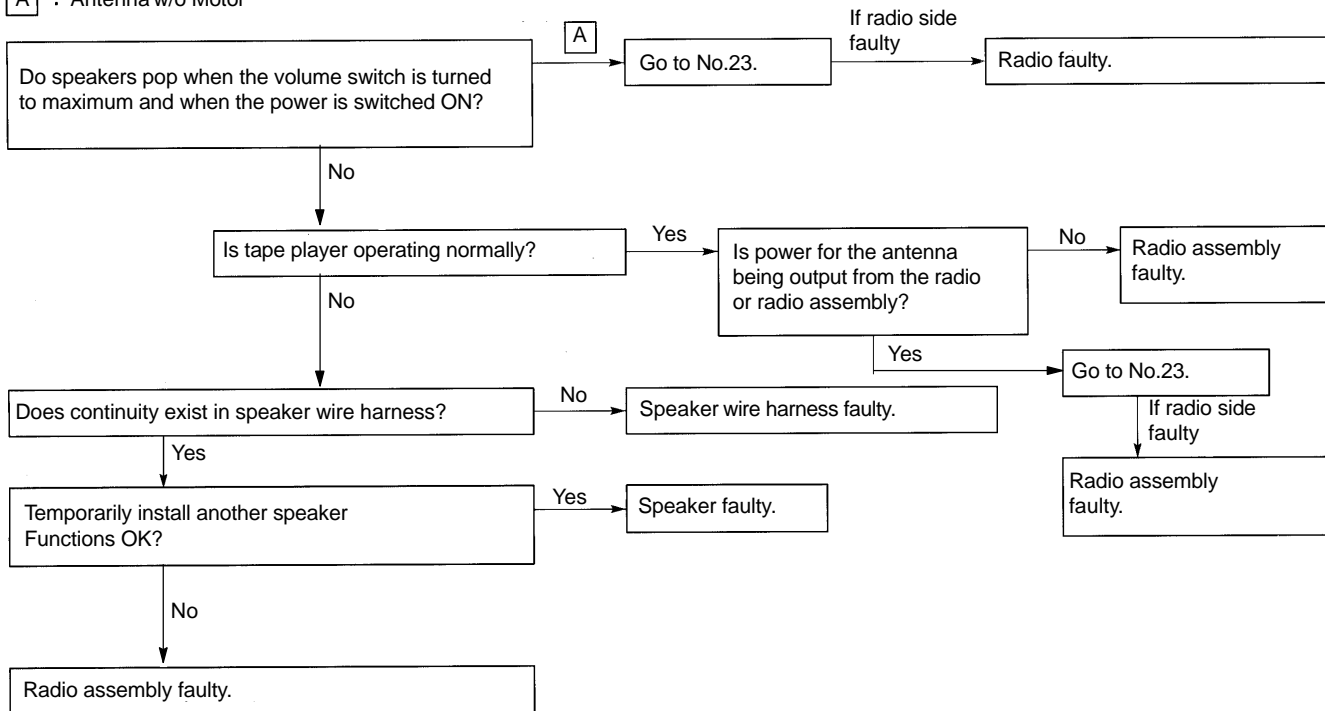 A : Antenna w/o Motor
Do speakers pop when the volume switch is turned
to maximum and when the power is switched ON?
A
Go to No.23.
If radio side
faulty
Radio faulty.
No
Is tape player operating normally?
Yes
Is power for the antenna
being output from the radio
or radio assembly?
No
Radio assembly
faulty.
No
Yes
Go to No.23.
Does continuity exist in speaker wire harness?
No
Speaker wire harness faulty.
If radio side
faulty
Yes
Radio assembly
faulty.
Temporarily install another speaker
Functions OK?
Yes
Speaker faulty.
No
Radio assembly faulty.